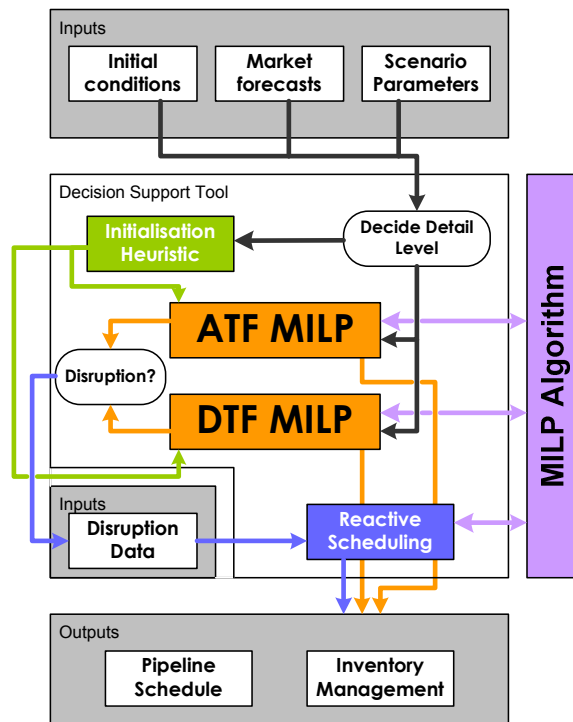 Inputs
Initial
conditions
Market
forecasts
Scenario
Parameters
Decision Support Tool
Initialisation
Heuristic
Decide Detail
Level
ATF MILP
Disruption?
DTF MILP
MILP Algorithm
Inputs
Disruption
Data
Reactive
Scheduling
Outputs
Pipeline
Schedule
Inventory
Management